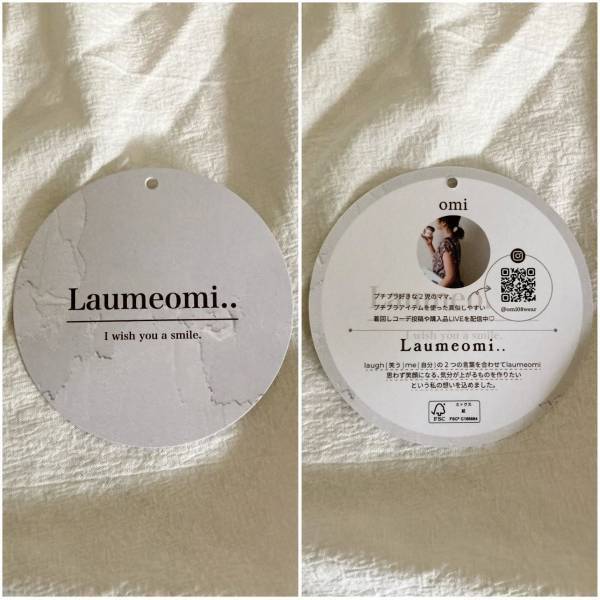 Laumeomi..
I wish you a smile.
omi
プチプラ好きな2児のママ。
プチプラアイテムを使った真似しやすい
着回しコーデ投稿や購入品LIVEを配信中♡
@omi08wear
I wish you a smile.
Laumeomi..
laugh(笑う)me(自分)の2つの言葉を合わせてlaumeomi
思わず笑顔になる、気分が上がるものを作りたい
という私の想いを込めました。
FSC
ミックス
紙